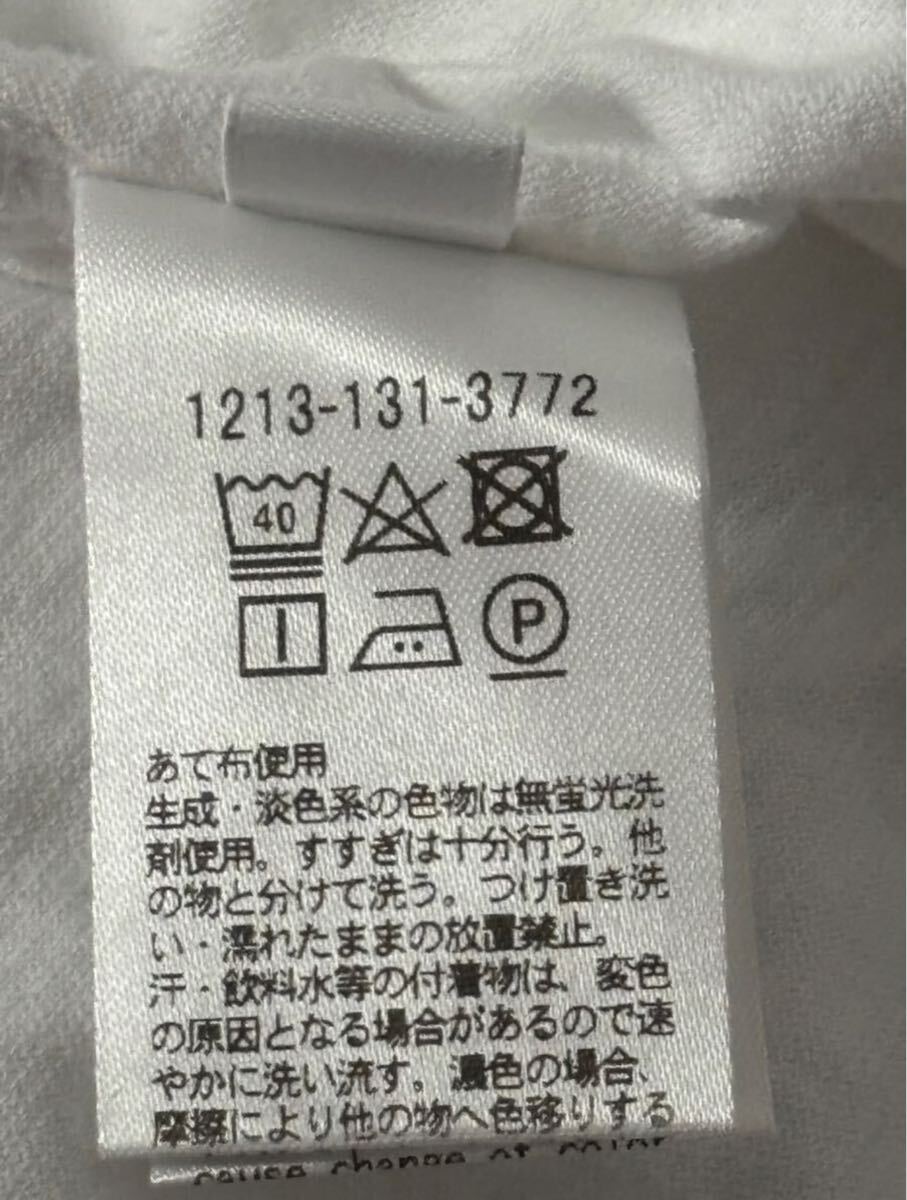 1213-131-3772
40
P
あて布使用
生成・淡色系の色物は無蛍光洗
剤使用。すすぎは十分行う。他
の物と分けて洗う。つけ置き洗
い・濡れたままの放置禁止。
汗・飲料水等の付着物は、変色
の原因となる場合があるので速
やかに洗い流す。濃色の場合、
摩擦により他の物へ色移りする
cause change of color